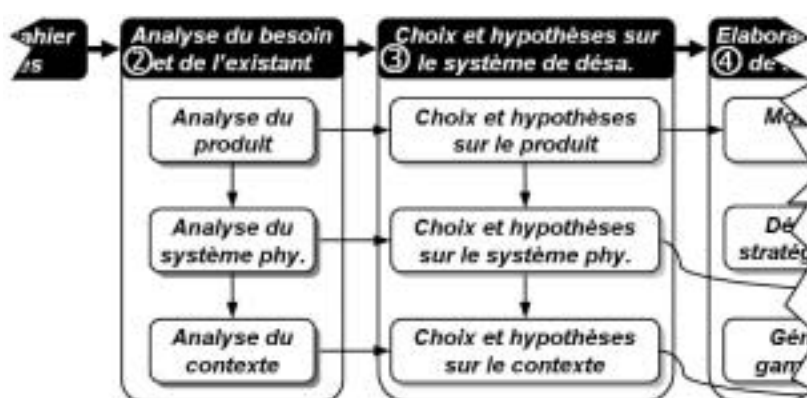 Analyse du besoin
② et de l'existant
Choix et hypothèses sur
③ le système de désa.
④ de
Analyse du
produit
Choix et hypothèses
sur le produit
Analyse du
système phy.
Choix et hypothèses
sur le système phy.
Analyse du
contexte
Choix et hypothèses
sur le contexte